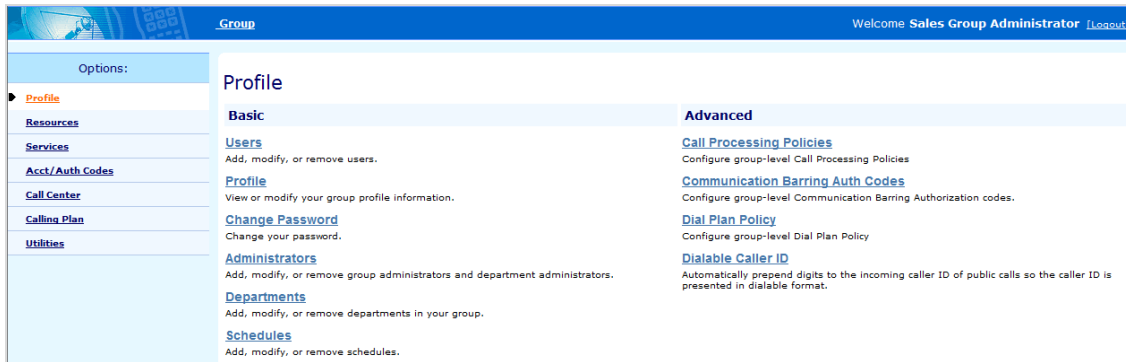 Group
Welcome Sales Group Administrator [Logout
Options:
Profile
Resources
Services
Acct/Auth Codes
Call Center
Calling Plan
Utilities
Profile
Basic
Users
Add, modify, or remove users.
Profile
View or modify your group profile information.
Change Password
Change your password.
Administrators
Add, modify, or remove group administrators and department administrators.
Departments
Add, modify, or remove departments in your group.
Schedules
Add, modify, or remove schedules.
Advanced
Call Processing Policies
Configure group-level Call Processing Policies
Communication Barring Auth Codes
Configure group-level Communication Barring Authorization codes.
Dial Plan Policy
Configure group-level Dial Plan Policy
Dialable Caller ID
Automatically prepend digits to the incoming caller ID of public calls so the caller ID is
presented in dialable format.